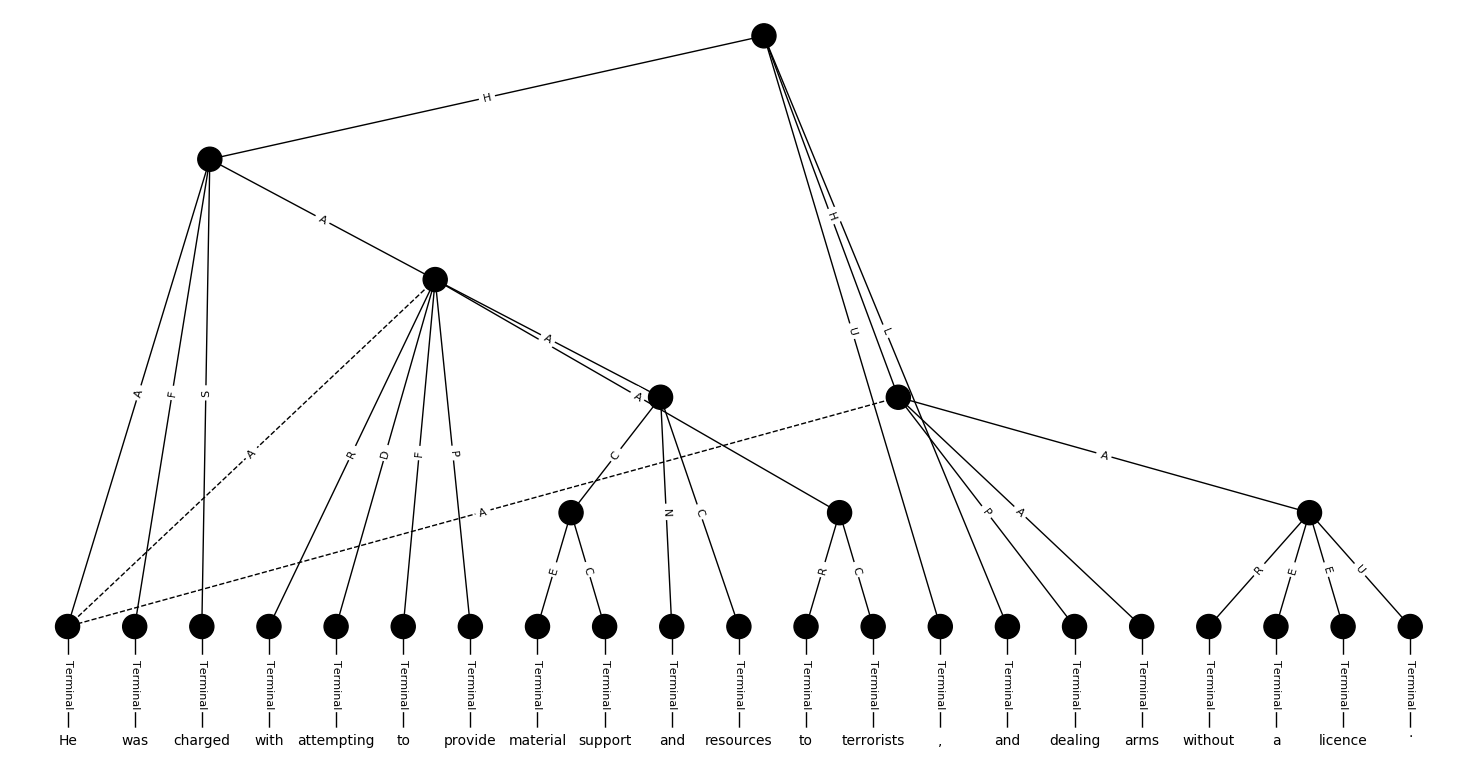 H
A
H
A
L
U
A
F
S
A
A
R
D
F
P
C
A
A
P
A
N
C
E
C
R
C
R
E
E
U
Terminal Terminal Terminal Terminal Terminal Terminal Terminal Terminal Terminal Terminal Terminal Terminal Terminal Terminal Terminal Terminal Terminal Terminal Terminal Terminal Terminal
He was charged with attempting to provide material support and resources to terrorists , and dealing arms without a licence .